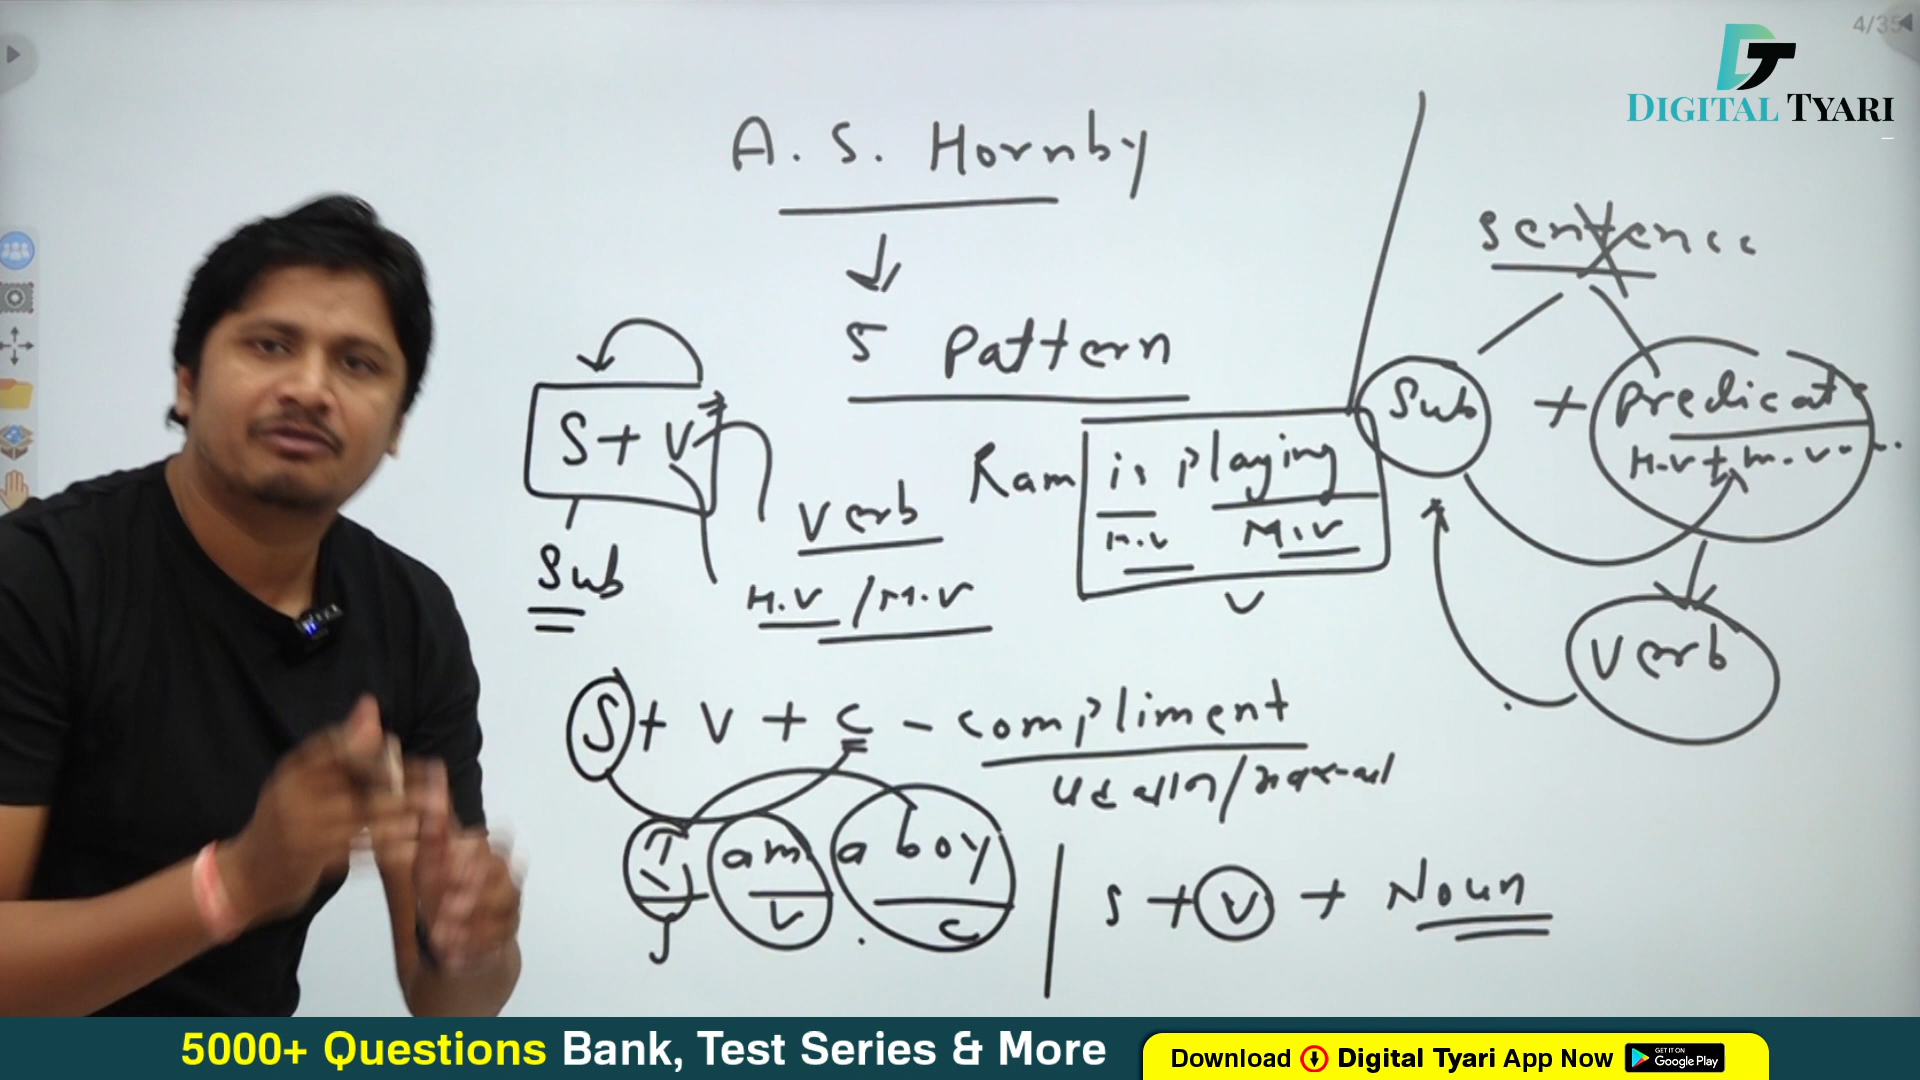 4/35
DIGITAL TYARI
A. S. Hornby
5 Pattern
sentence
Sub + Predicate
H.v + m.v...
verb
S + V
Sub
verb
H.V / M.V
Ram is playing
H.V M.V
V
S + V + C - compliment
I am a boy
S V C
S + V + Noun
5000+ Questions Bank, Test Series & More
Download Digital Tyari App Now
GET IT ON
Google Play